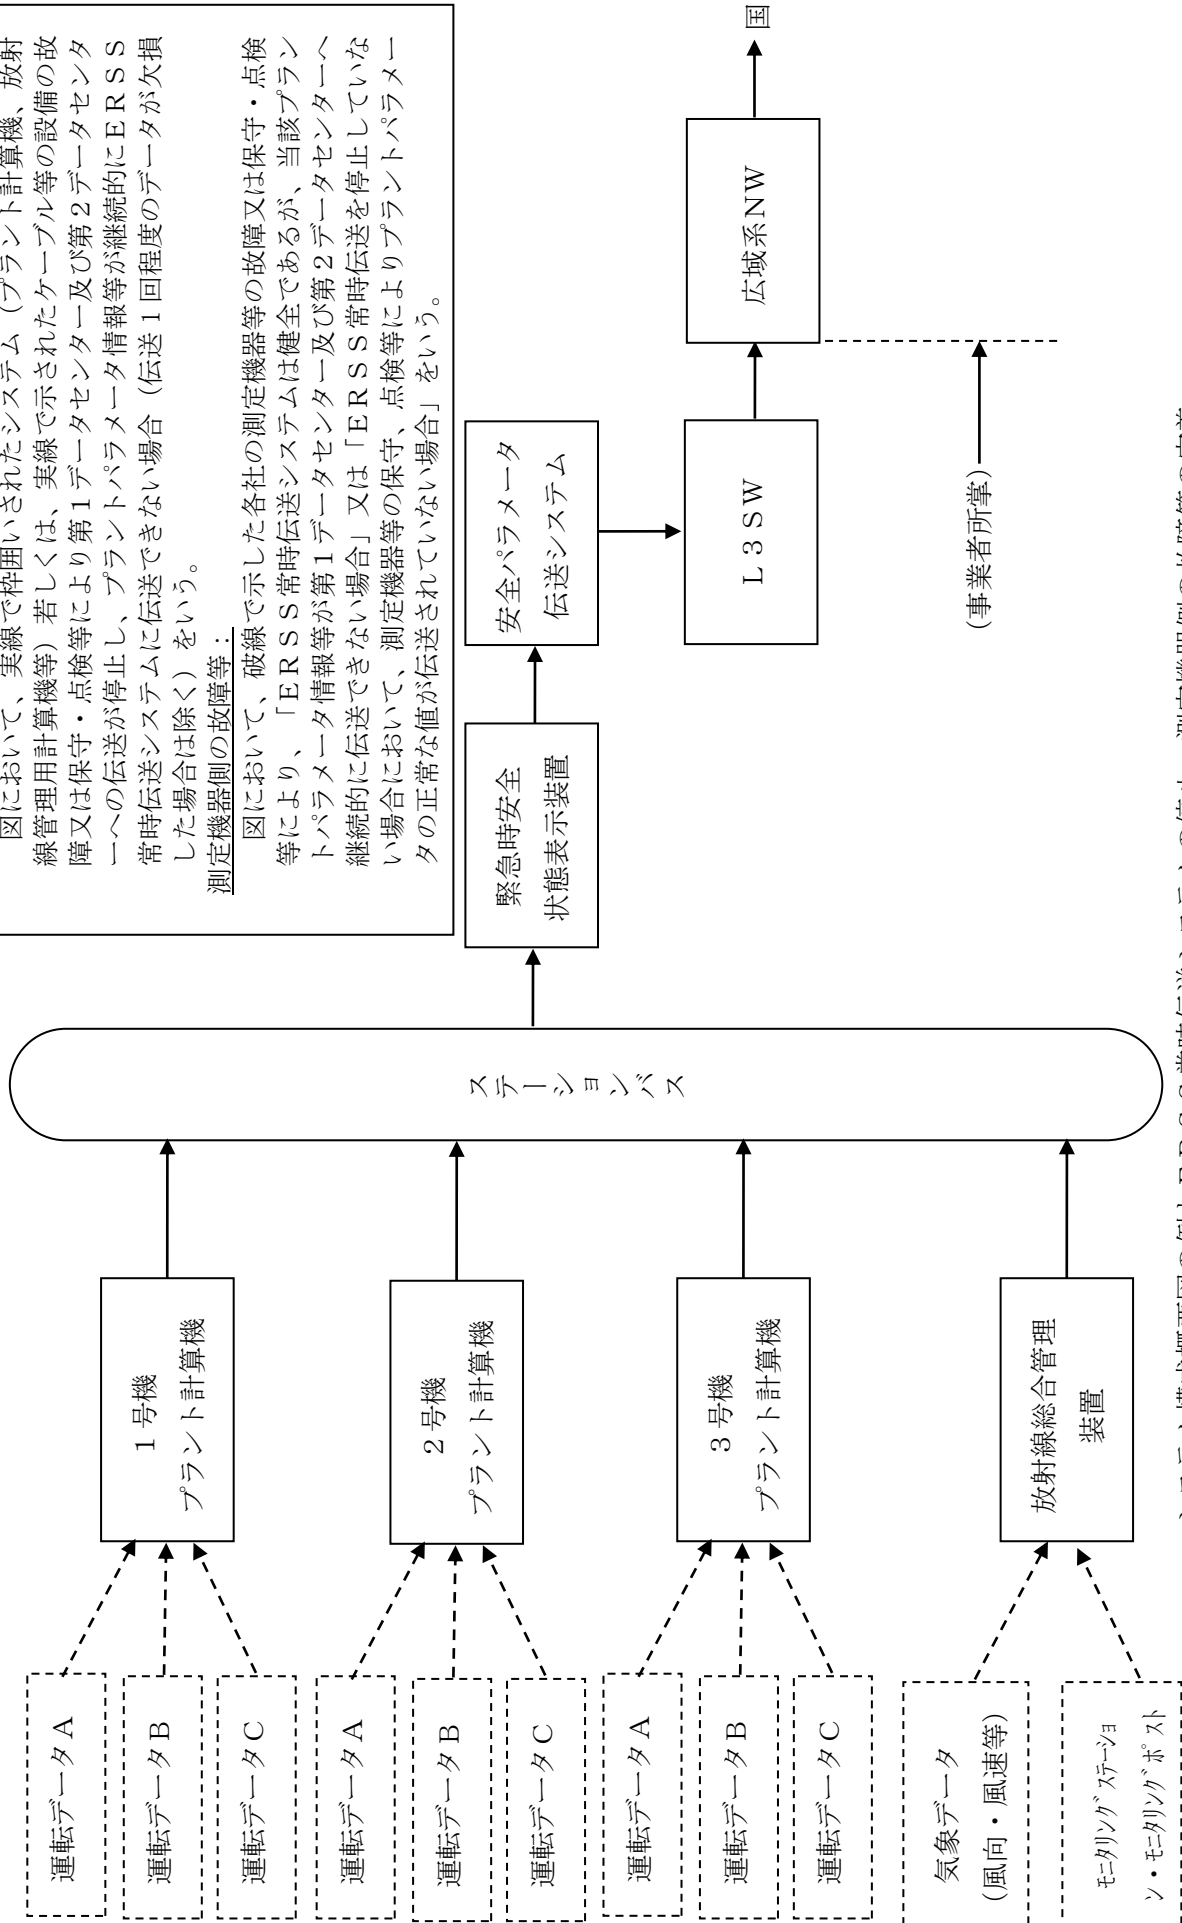 図において、実線で枠囲いされたシステム（プラント計算機、放射
線管理用計算機等）若しくは、実線で示されたケーブル等の設備の故
障又は保守・点検等により第１データセンター及び第２データセンタ
ーへの伝送が停止し、プラントパラメータ情報等が継続的にＥＲＳＳ
常時伝送システムに伝送できない場合（伝送１回程度のデータが欠損
した場合は除く）をいう。
測定機器側の故障等：
図において、破線で示した各社の測定機器等の故障又は保守・点検
等により、「ＥＲＳＳ常時伝送システムは健全であるが、当該プラン
トパラメータ情報等が第１データセンター及び第２データセンターへ
継続的に伝送できない場合」又は「ＥＲＳＳ常時伝送を停止していな
い場合において、測定機器等の保守、点検等によりプラントパラメー
タの正常な値が伝送されていない場合」をいう。
運転データＡ
運転データＢ
運転データＣ
１号機
プラント計算機
運転データＡ
運転データＢ
運転データＣ
２号機
プラント計算機
運転データＡ
運転データＢ
運転データＣ
３号機
プラント計算機
気象データ
(風向・風速等)
モニタリングステーショ
ン・モニタリングポスト
放射線総合管理
装置
ステーションバス
緊急時安全
状態表示装置
安全パラメータ
伝送システム
Ｌ３ＳＷ
広域系NW
国
(事業者所掌)